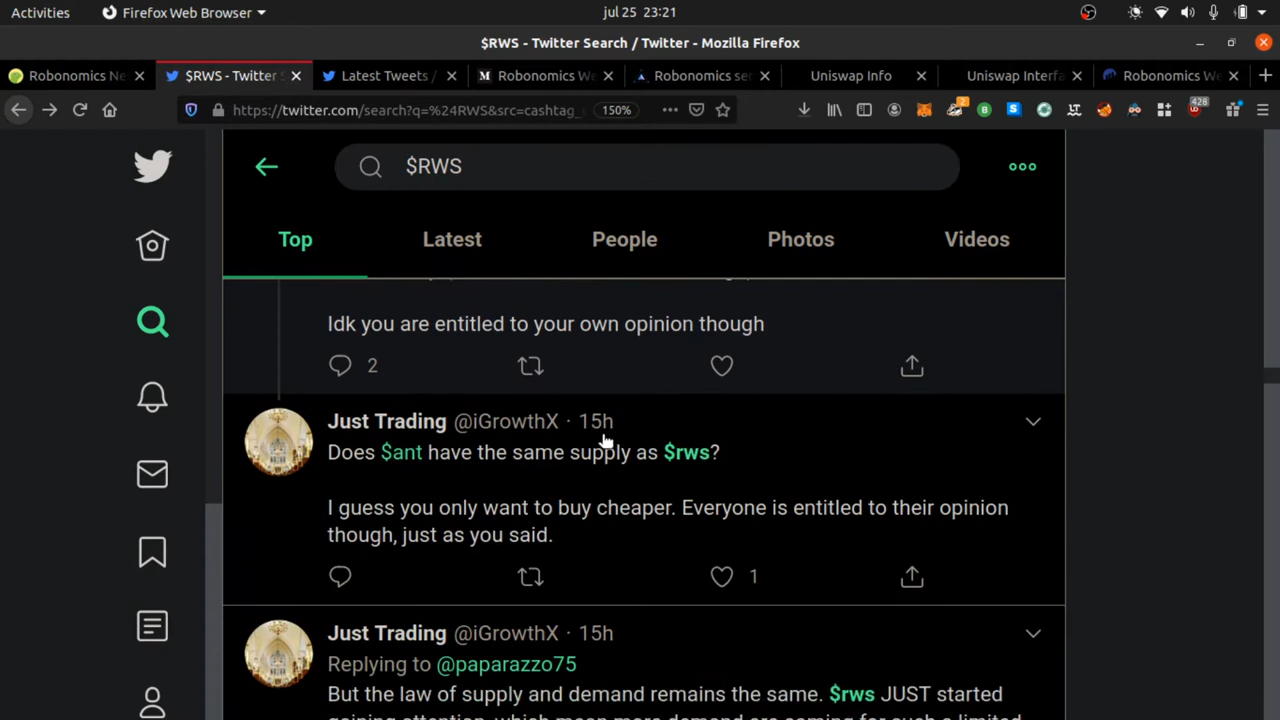 Activities Firefox Web Browser jul 25 23:21
$RWS - Twitter Search / Twitter - Mozilla Firefox
Robonomics Ne $RWS - Twitter S Latest Tweets / Robonomics We Robonomics ser Uniswap Info Uniswap Interfa Robonomics We
https://twitter.com/search?q=%24RWS&src=cashtag_ 150% 2 428
$RWS
Top Latest People Photos Videos
Idk you are entitled to your own opinion though
2
Just Trading @iGrowthX · 15h
Does $ant have the same supply as $rws?
I guess you only want to buy cheaper. Everyone is entitled to their opinion
though, just as you said.
1
Just Trading @iGrowthX · 15h
Replying to @paparazzo75
But the law of supply and demand remains the same. $rws JUST started